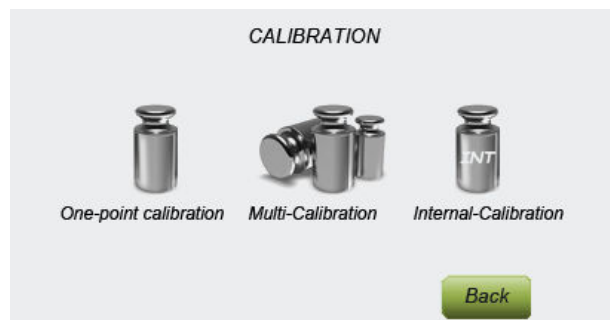 CALIBRATION
INT
One-point calibration Multi-Calibration Internal-Calibration
Back